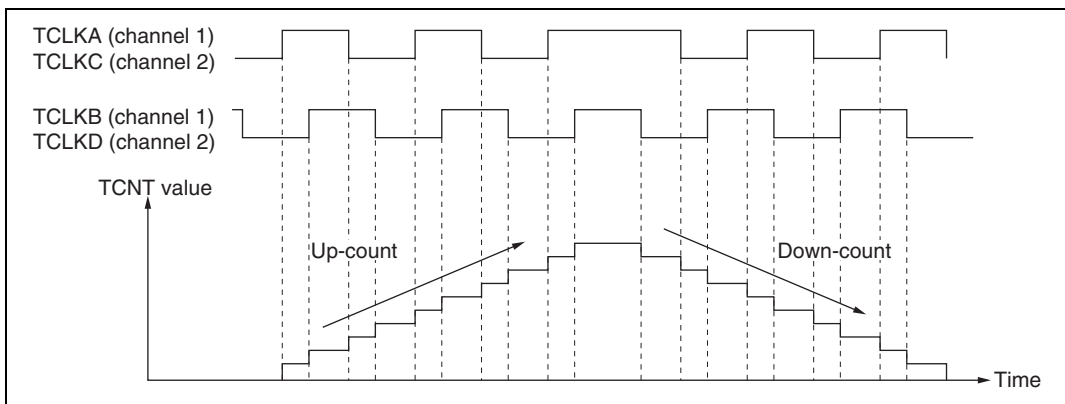 TCLKA (channel 1)
TCLKC (channel 2)
TCLKB (channel 1)
TCLKD (channel 2)
TCNT value
Up-count
Down-count
Time